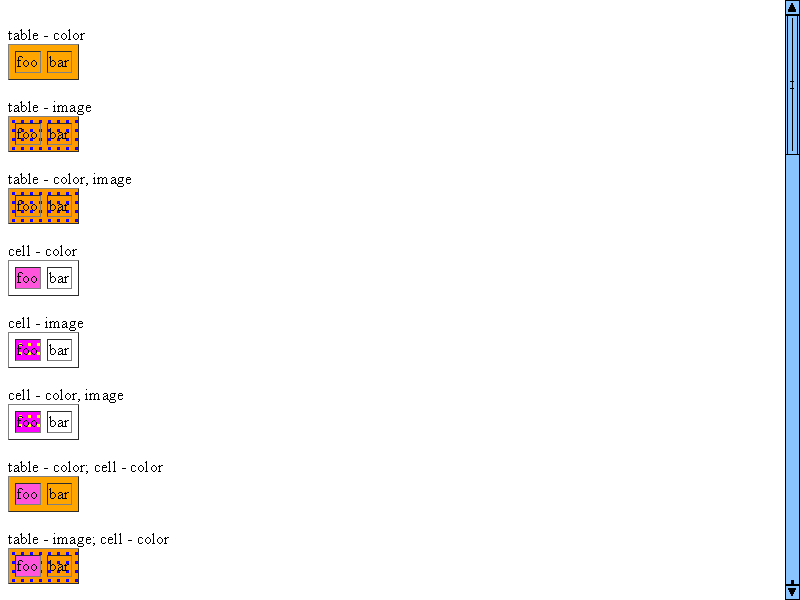 table - color
foo bar
table - image
foo bar
table - color, image
foo bar
cell - color
foo bar
cell - image
foo bar
cell - color, image
foo bar
table - color; cell - color
foo bar
table - image; cell - color
foo bar